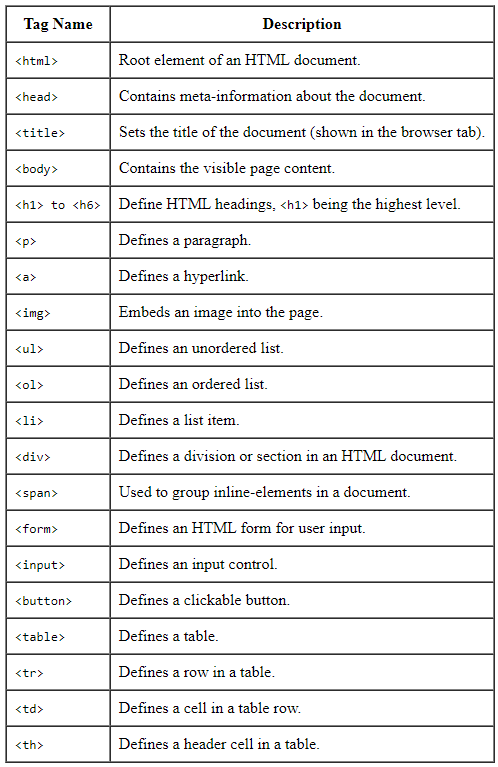 Tag Name Description
<html> Root element of an HTML document.
<head> Contains meta-information about the document.
<title> Sets the title of the document (shown in the browser tab).
<body> Contains the visible page content.
<h1> to <h6> Define HTML headings, <h1> being the highest level.
<p> Defines a paragraph.
<a> Defines a hyperlink.
<img> Embeds an image into the page.
<ul> Defines an unordered list.
<ol> Defines an ordered list.
<li> Defines a list item.
<div> Defines a division or section in an HTML document.
<span> Used to group inline-elements in a document.
<form> Defines an HTML form for user input.
<input> Defines an input control.
<button> Defines a clickable button.
<table> Defines a table.
<tr> Defines a row in a table.
<td> Defines a cell in a table row.
<th> Defines a header cell in a table.